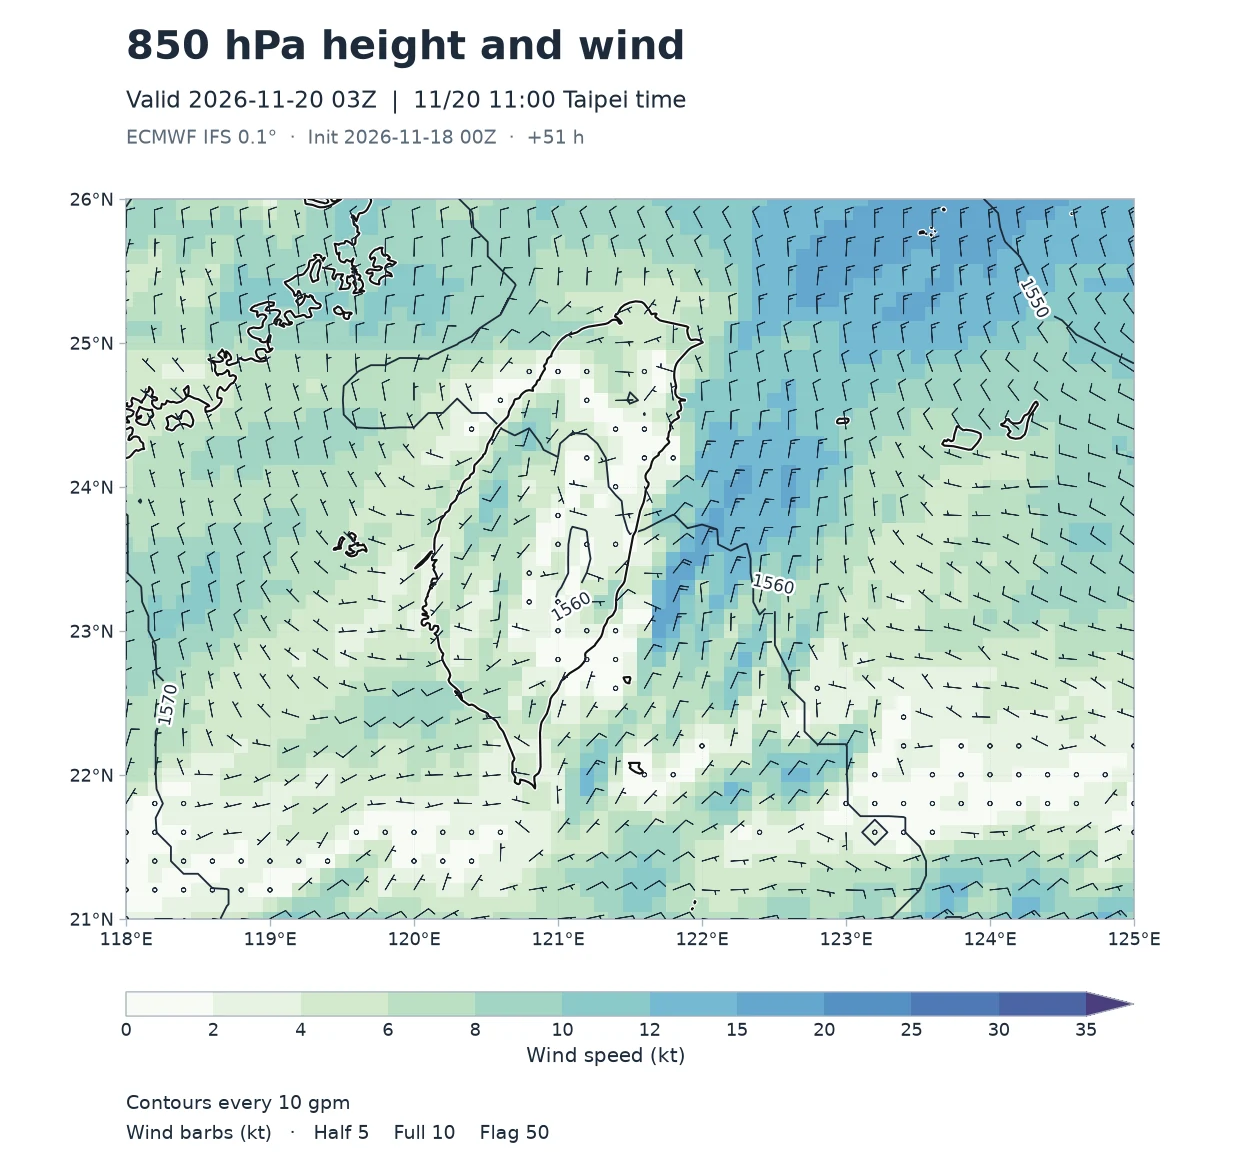 850 hPa height and wind
Valid 2026-11-20 03Z | 11/20 11:00 Taipei time
ECMWF IFS 0.1° · Init 2026-11-18 00Z · +51 h
26°N
25°N
24°N
23°N
22°N
21°N
1550
1560
1560
1570
118°E 119°E 120°E 121°E 122°E 123°E 124°E 125°E
0 2 4 6 8 10 12 15 20 25 30 35
Wind speed (kt)
Contours every 10 gpm
Wind barbs (kt) · Half 5 Full 10 Flag 50